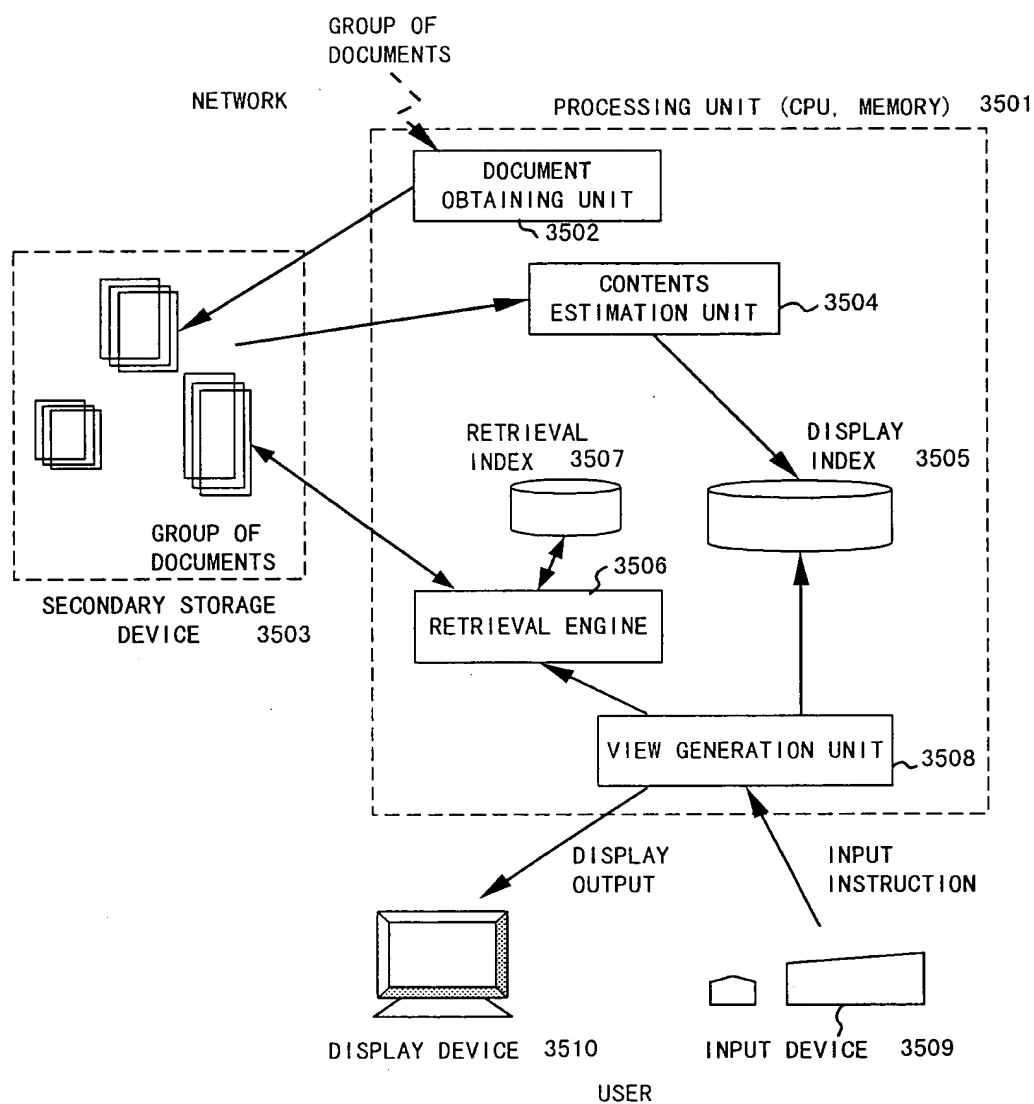 GROUP OF
DOCUMENTS
NETWORK
PROCESSING UNIT (CPU, MEMORY) 3501
DOCUMENT
OBTAINING UNIT
3502
CONTENTS
ESTIMATION UNIT
3504
RETRIEVAL
INDEX 3507
DISPLAY
INDEX 3505
GROUP OF
DOCUMENTS
3506
SECONDARY STORAGE
DEVICE 3503
RETRIEVAL ENGINE
VIEW GENERATION UNIT
3508
DISPLAY
OUTPUT
INPUT
INSTRUCTION
DISPLAY DEVICE 3510
INPUT DEVICE 3509
USER